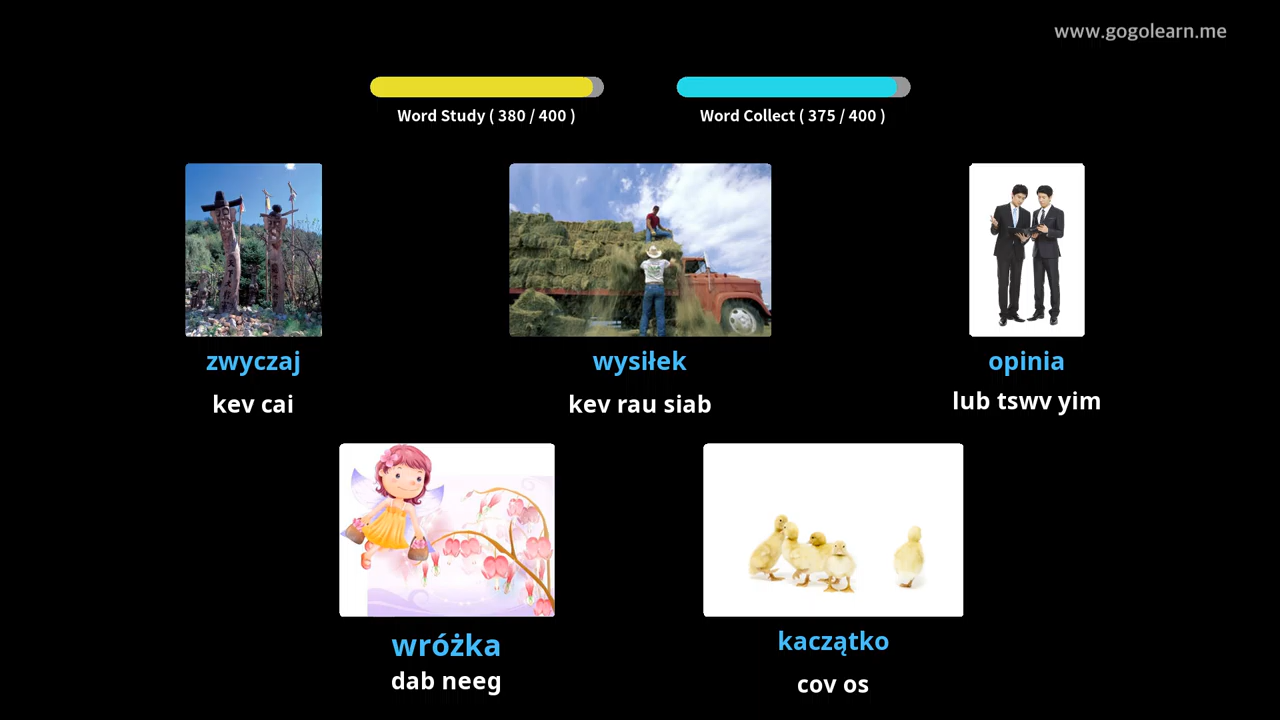 www.gogolearn.me
Word Study ( 380 / 400 )
Word Collect ( 375 / 400 )
zwyczaj
wysiłek
opinia
kev cai
kev rau siab
lub tswv yim
wróżka
kaczątko
dab neeg
cov os